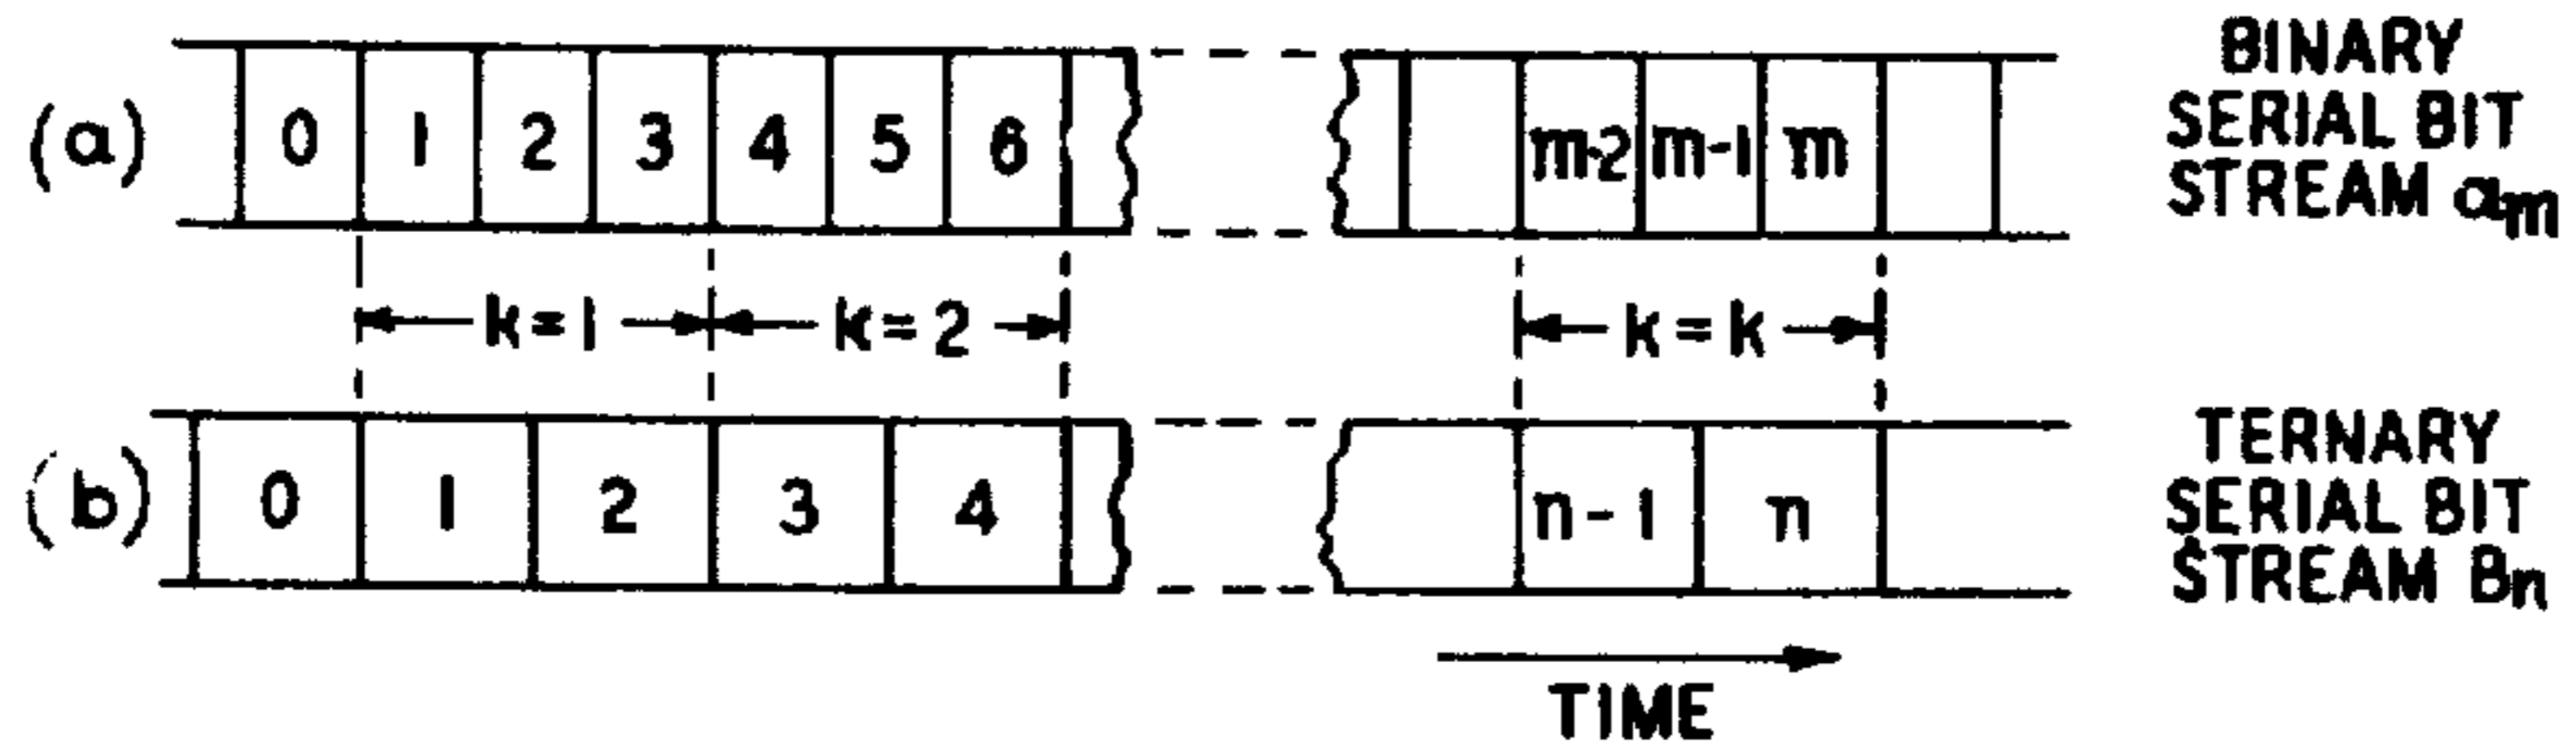 (a) 0 1 2 3 4 5 6 m-2 m-1 m
BINARY
SERIAL BIT
STREAM am
k=1 k=2 k=k
(b) 0 1 2 3 4 n-1 n
TERNARY
SERIAL BIT
STREAM Bn
TIME